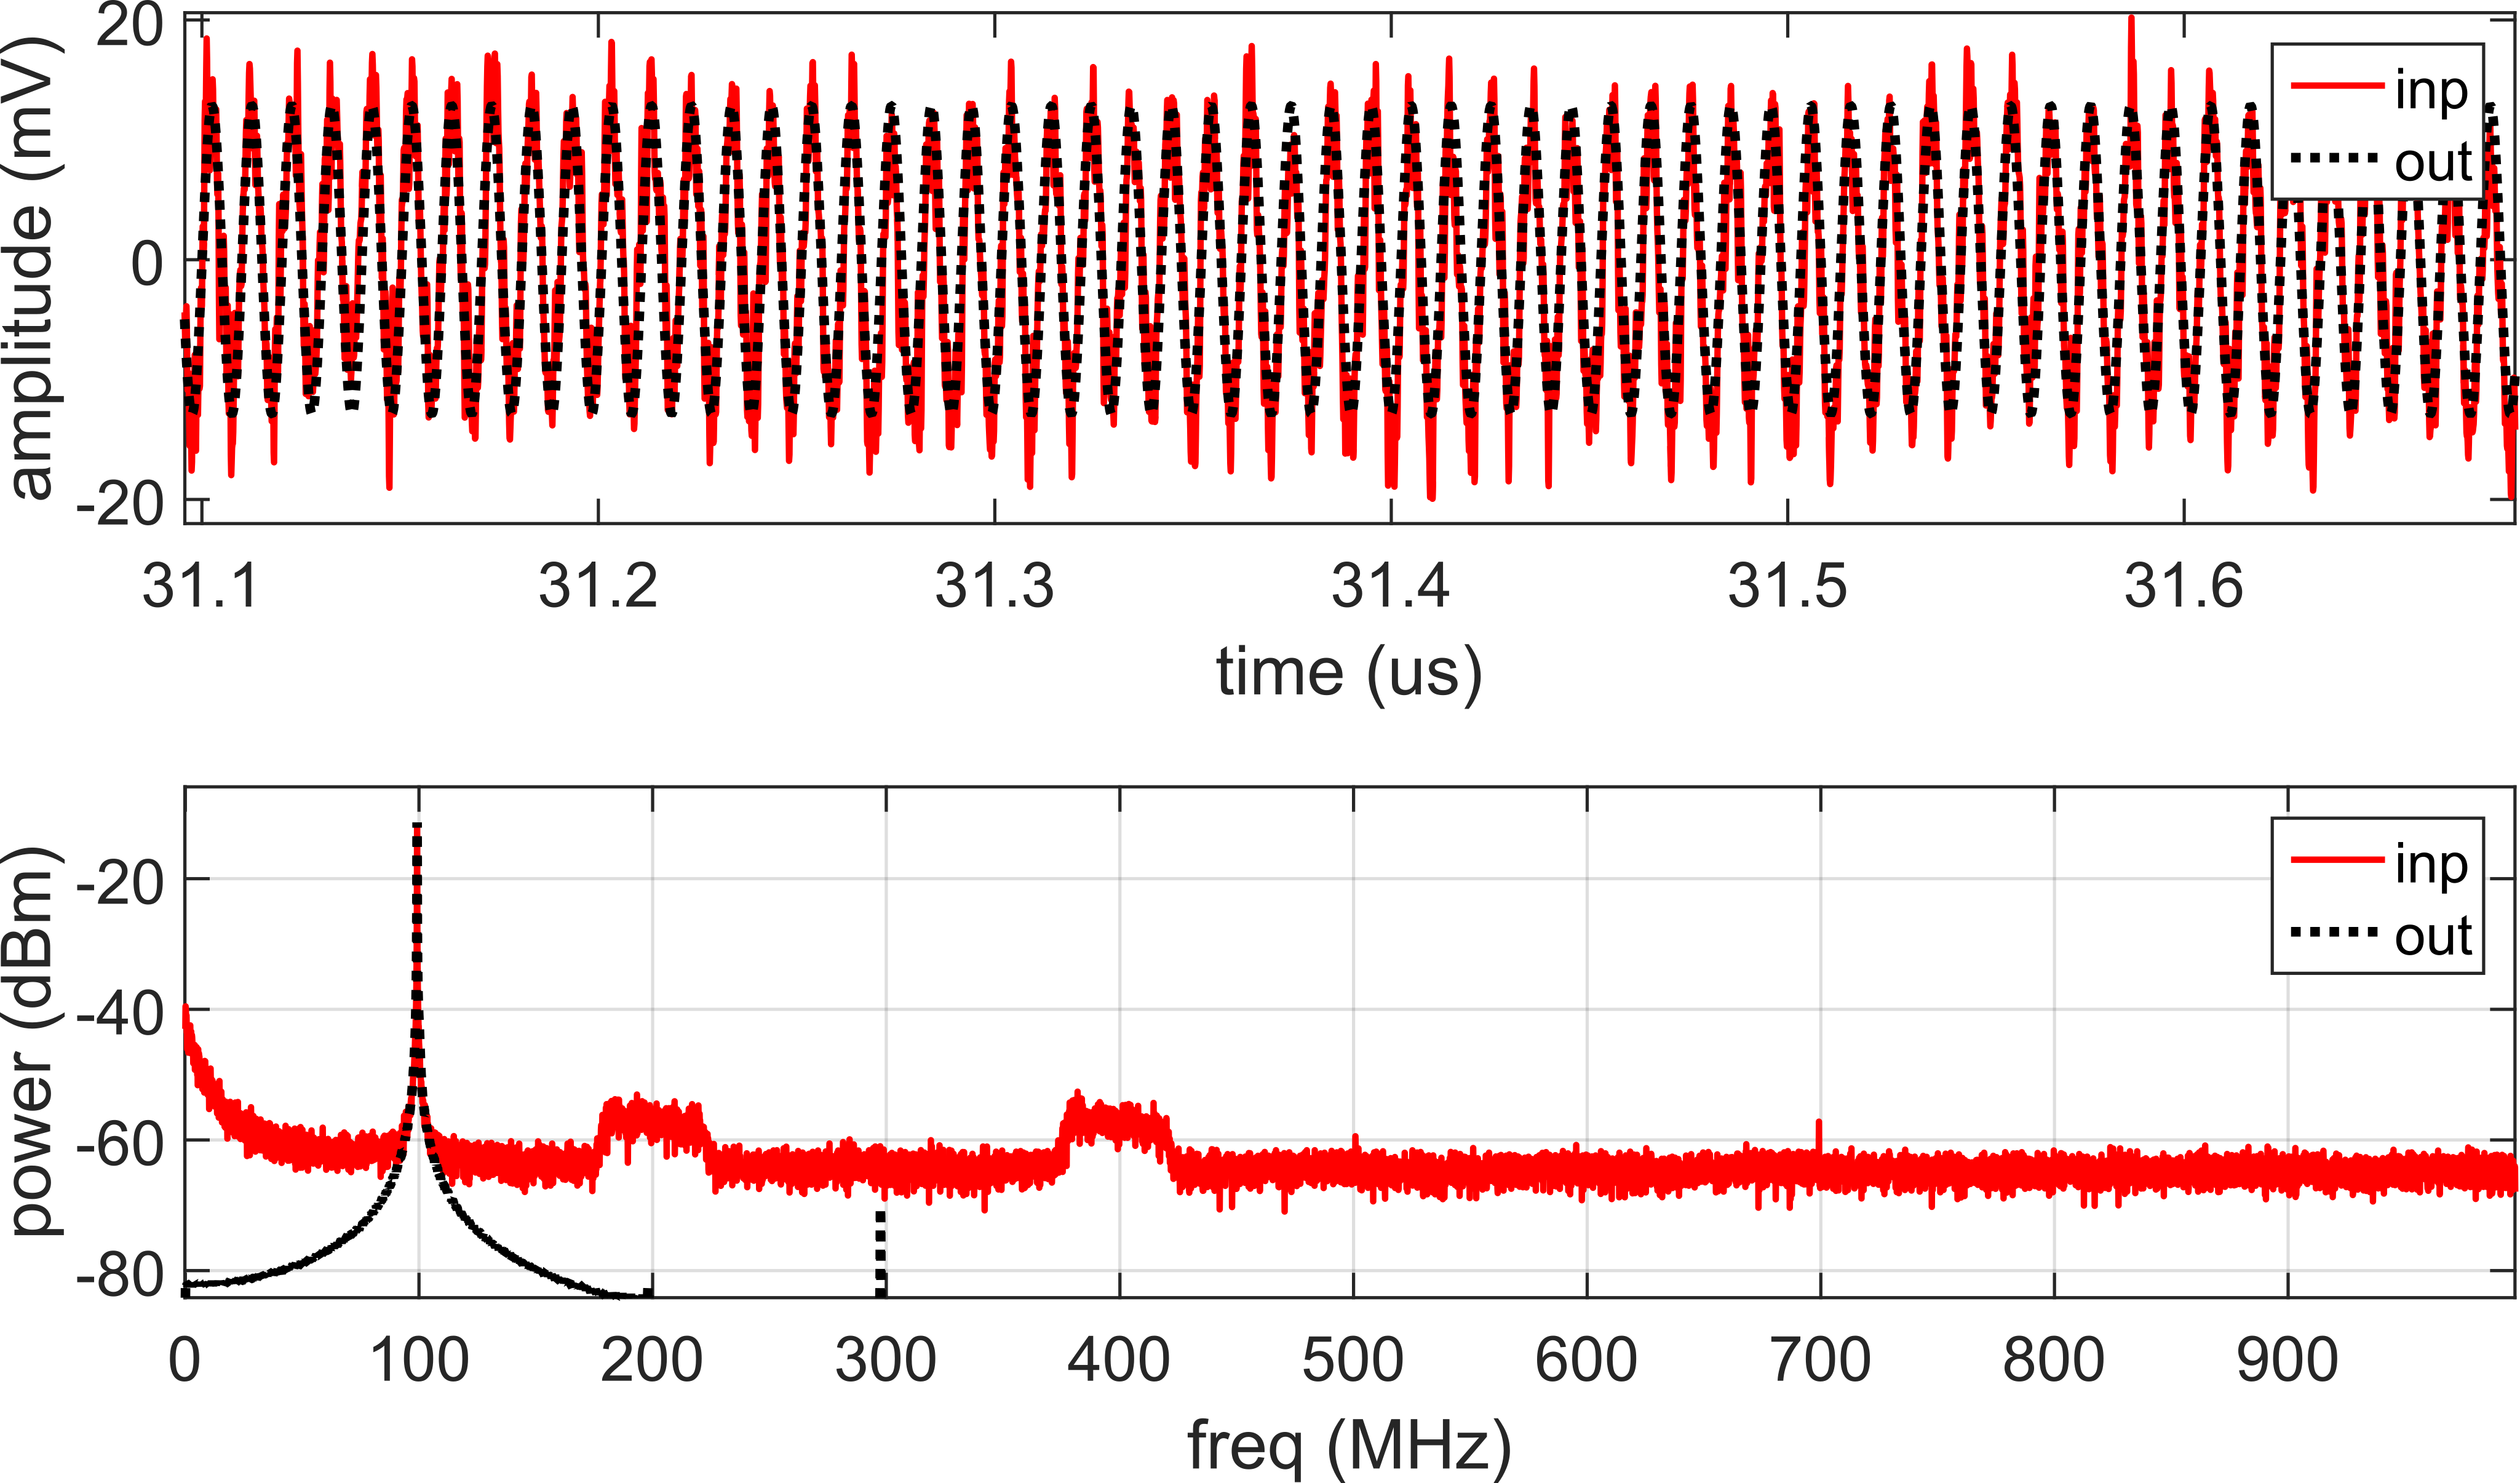 amplitude (mV)
20
0
-20
inp
out
31.1 31.2 31.3 31.4 31.5 31.6
time (us)
power (dBm)
-20
-40
-60
-80
inp
out
0 100 200 300 400 500 600 700 800 900
freq (MHz)